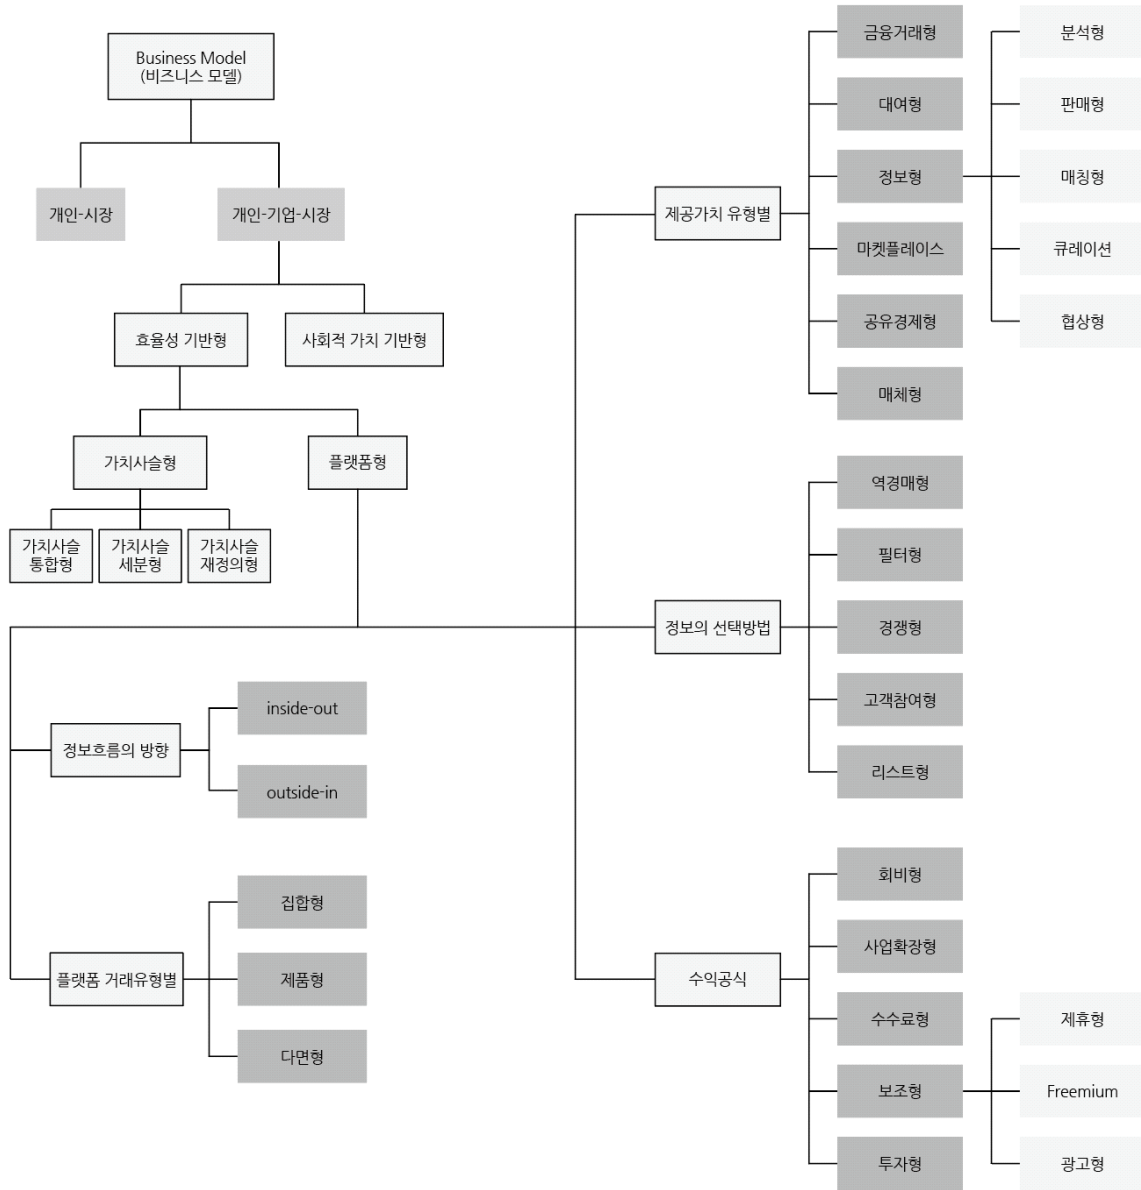 Business Model
(비즈니스 모델)
개인-시장
개인-기업-시장
효율성 기반형
사회적 가치 기반형
가치사슬형
플랫폼형
가치사슬
통합형
가치사슬
세분형
가치사슬
재정의형
정보흐름의 방향
inside-out
outside-in
플랫폼 거래유형별
집합형
제품형
다면형
제공가치 유형별
금융거래형
대여형
정보형
마켓플레이스
공유경제형
매체형
분석형
판매형
매칭형
큐레이션
협상형
정보의 선택방법
역경매형
필터형
경쟁형
고객참여형
리스트형
수익공식
회비형
사업확장형
수수료형
보조형
투자형
제휴형
Freemium
광고형